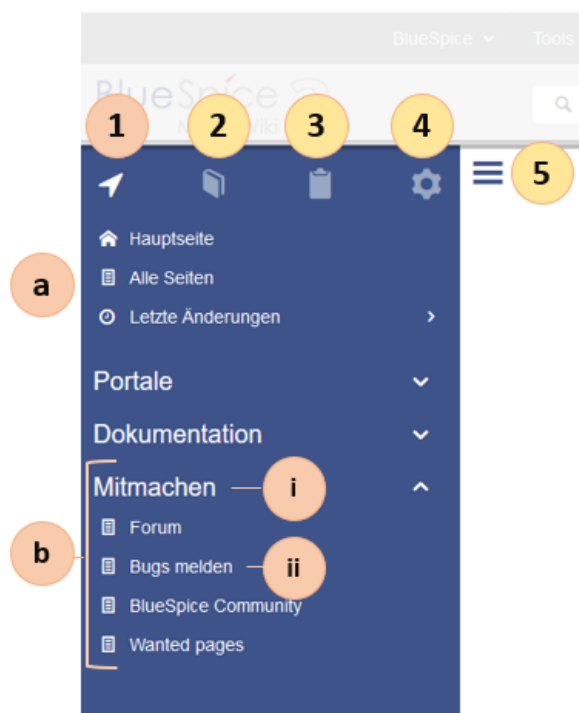 BlueSpice Tools
BlueSpice
1 2 3 4
5
Hauptseite
a Alle Seiten
Letzte Änderungen
Portale
Dokumentation
Mitmachen i
Forum
b Bugs melden ii
BlueSpice Community
Wanted pages